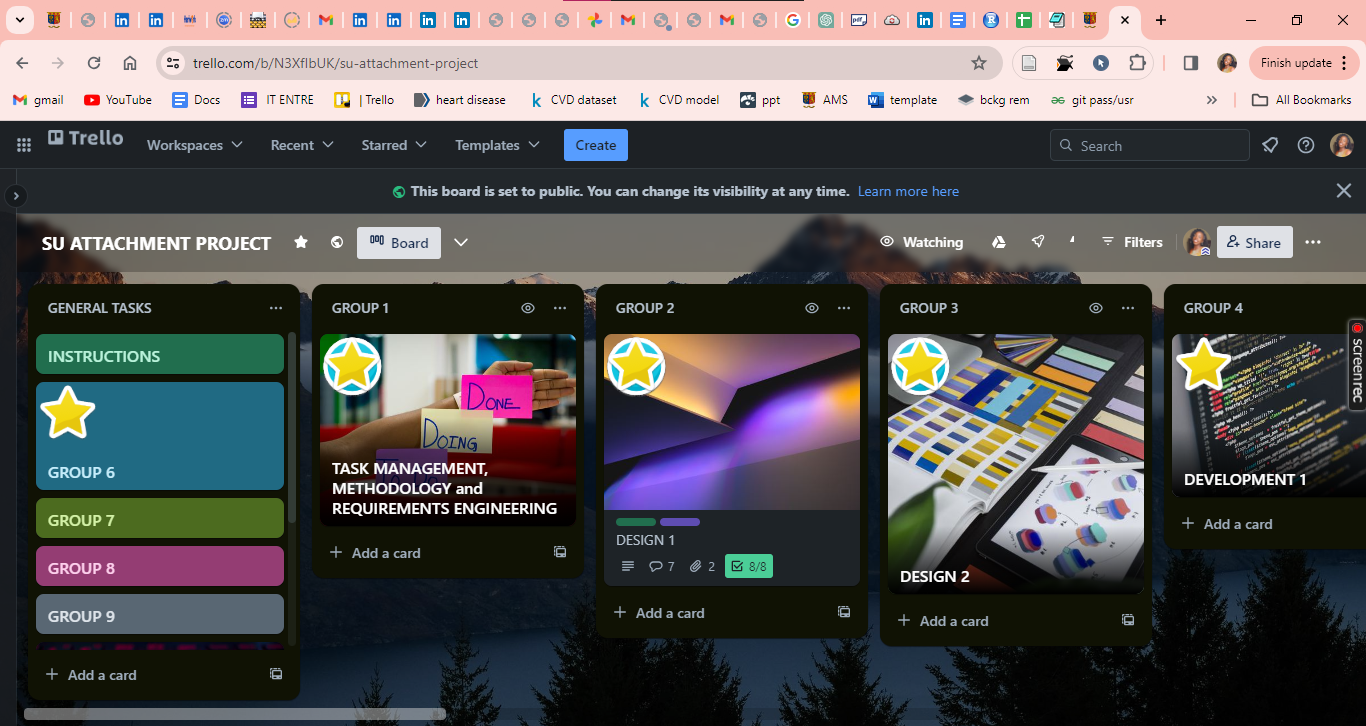 Finish update
trello.com/b/N3XfIbUK/su-attachment-project
gmail
YouTube
Docs
IT ENTRE
| Trello
heart disease
CVD dataset
CVD model
ppt
AMS
template
bckg rem
git pass/usr
All Bookmarks
Trello
Workspaces
Recent
Starred
Templates
Create
Search
This board is set to public. You can change its visibility at any time. Learn more here
SU ATTACHMENT PROJECT
Board
Watching
Filters
Share
GENERAL TASKS
INSTRUCTIONS
GROUP 6
GROUP 7
GROUP 8
GROUP 9
Add a card
GROUP 1
DONE
DOING
TASK MANAGEMENT,
METHODOLOGY and
REQUIREMENTS ENGINEERING
Add a card
GROUP 2
DESIGN 1
7
2
8/8
Add a card
GROUP 3
DESIGN 2
Add a card
GROUP 4
DEVELOPMENT 1
Add a card
screenrec